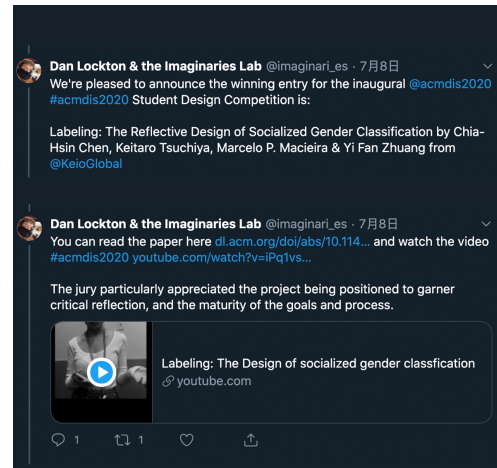 Dan Lockton & the Imaginaries Lab @imaginari_es · 7月8日
We're pleased to announce the winning entry for the inaugural @acmdis2020
#acmdis2020 Student Design Competition is:
Labeling: The Reflective Design of Socialized Gender Classification by Chia-
Hsin Chen, Keitaro Tsuchiya, Marcelo P. Macieira & Yi Fan Zhuang from
@KeioGlobal
Dan Lockton & the Imaginaries Lab @imaginari_es · 7月8日
You can read the paper here dl.acm.org/doi/abs/10.114... and watch the video
#acmdis2020 youtube.com/watch?v=iPq1vs...
The jury particularly appreciated the project being positioned to garner
critical reflection, and the maturity of the goals and process.
Labeling: The Design of socialized gender classfication
youtube.com
1 1